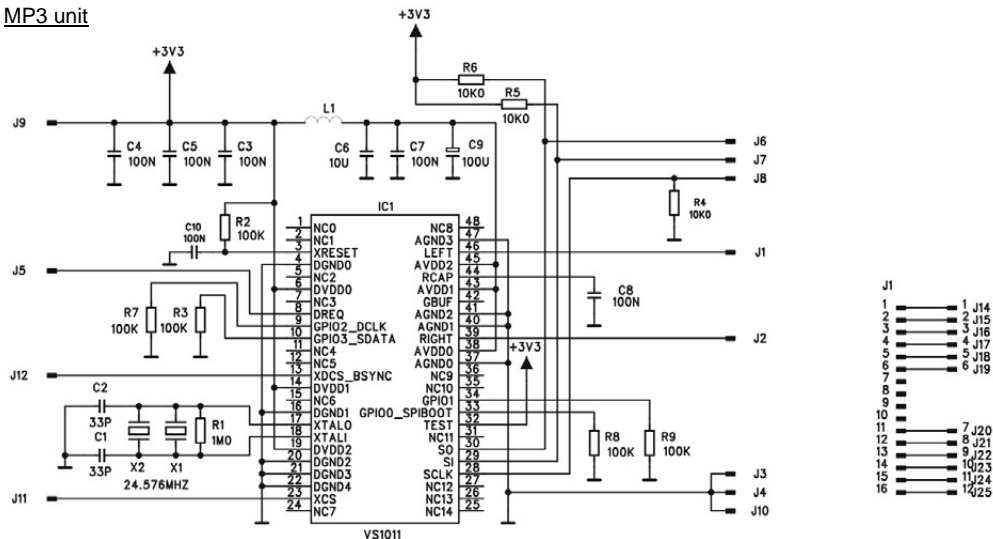 MP3 unit
+3V3
+3V3
R6
10K0
R5
10K0
J9
L1
C4
100N
C5
100N
C3
100N
C6
10U
C7
100N
C9
100U
J6
J7
J8
R4
10K0
IC1
C10
100N
R2
100K
1 NC0
2 NC1
3 XRESET
4 DGND0
5 NC2
6 DVDD0
7 NC3
8 DREQ
9 GPIO2_DCLK
10 GPIO3_SDATA
11 NC4
12 NC5
13 XDCS_BSYNC
14 DVDD1
15 NC6
16 DGND1
17 XTALO
18 XTALI
19 DVDD2
20 DGND2
21 DGND3
22 DGND4
23 XCS
24 NC7
NC8 48
AGND3 47
LEFT 46
AVDD2 45
RCAP 44
AVDD1 43
GBUF 42
AGND2 41
AGND1 40
RIGHT 39
AVDD0 38
AGND0 37
NC9 36
NC10 35
GPIO1 34
GPIO0_SPIBOOT 33
TEST 32
NC11 31
SO 30
SI 29
SCLK 28
NC12 27
NC13 26
NC14 25
VS1011
J1
C8
100N
J2
+3V3
J5
R7
100K
R3
100K
J12
C2
33P
C1
33P
X2
X1
R1
1M0
24.576MHZ
J11
R8
100K
R9
100K
J3
J4
J10
J1
1 1 J14
2 2 J15
3 3 J16
4 4 J17
5 5 J18
6 6 J19
7
8
9
10
11 7 J20
12 8 J21
13 9 J22
14 10 J23
15 11 J24
16 12 J25